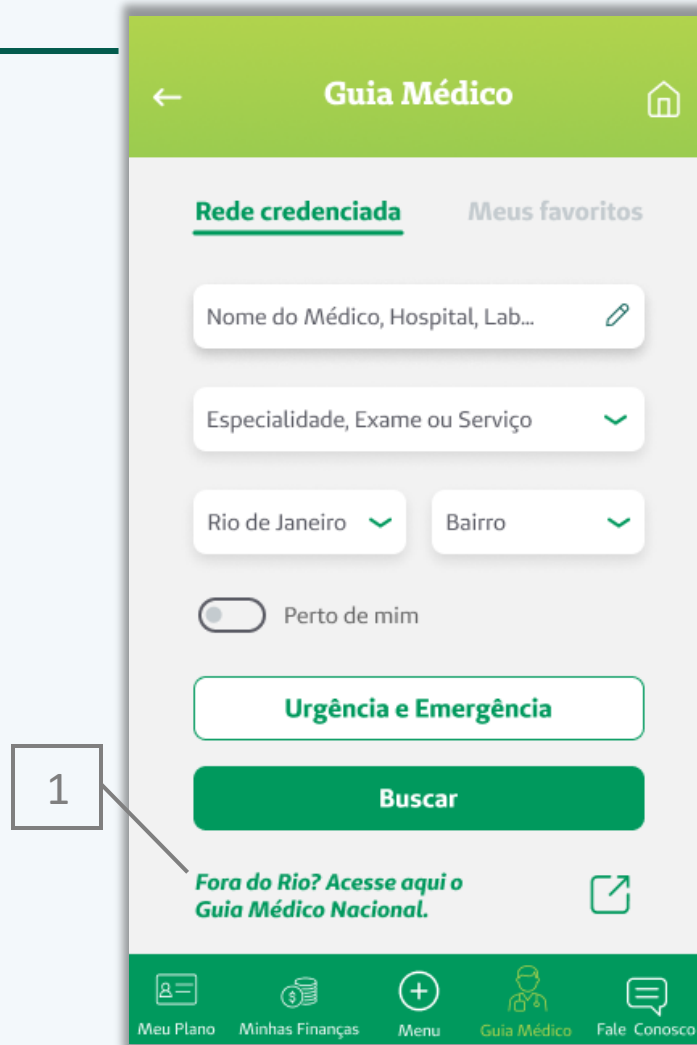 Guia Médico
Rede credenciada
Meus favoritos
Nome do Médico, Hospital, Lab...
Especialidade, Exame ou Serviço
Rio de Janeiro
Bairro
Perto de mim
Urgência e Emergência
1
Buscar
Fora do Rio? Acesse aqui o
Guia Médico Nacional.
Meu Plano
Minhas Finanças
Menu
Guia Médico
Fale Conosco